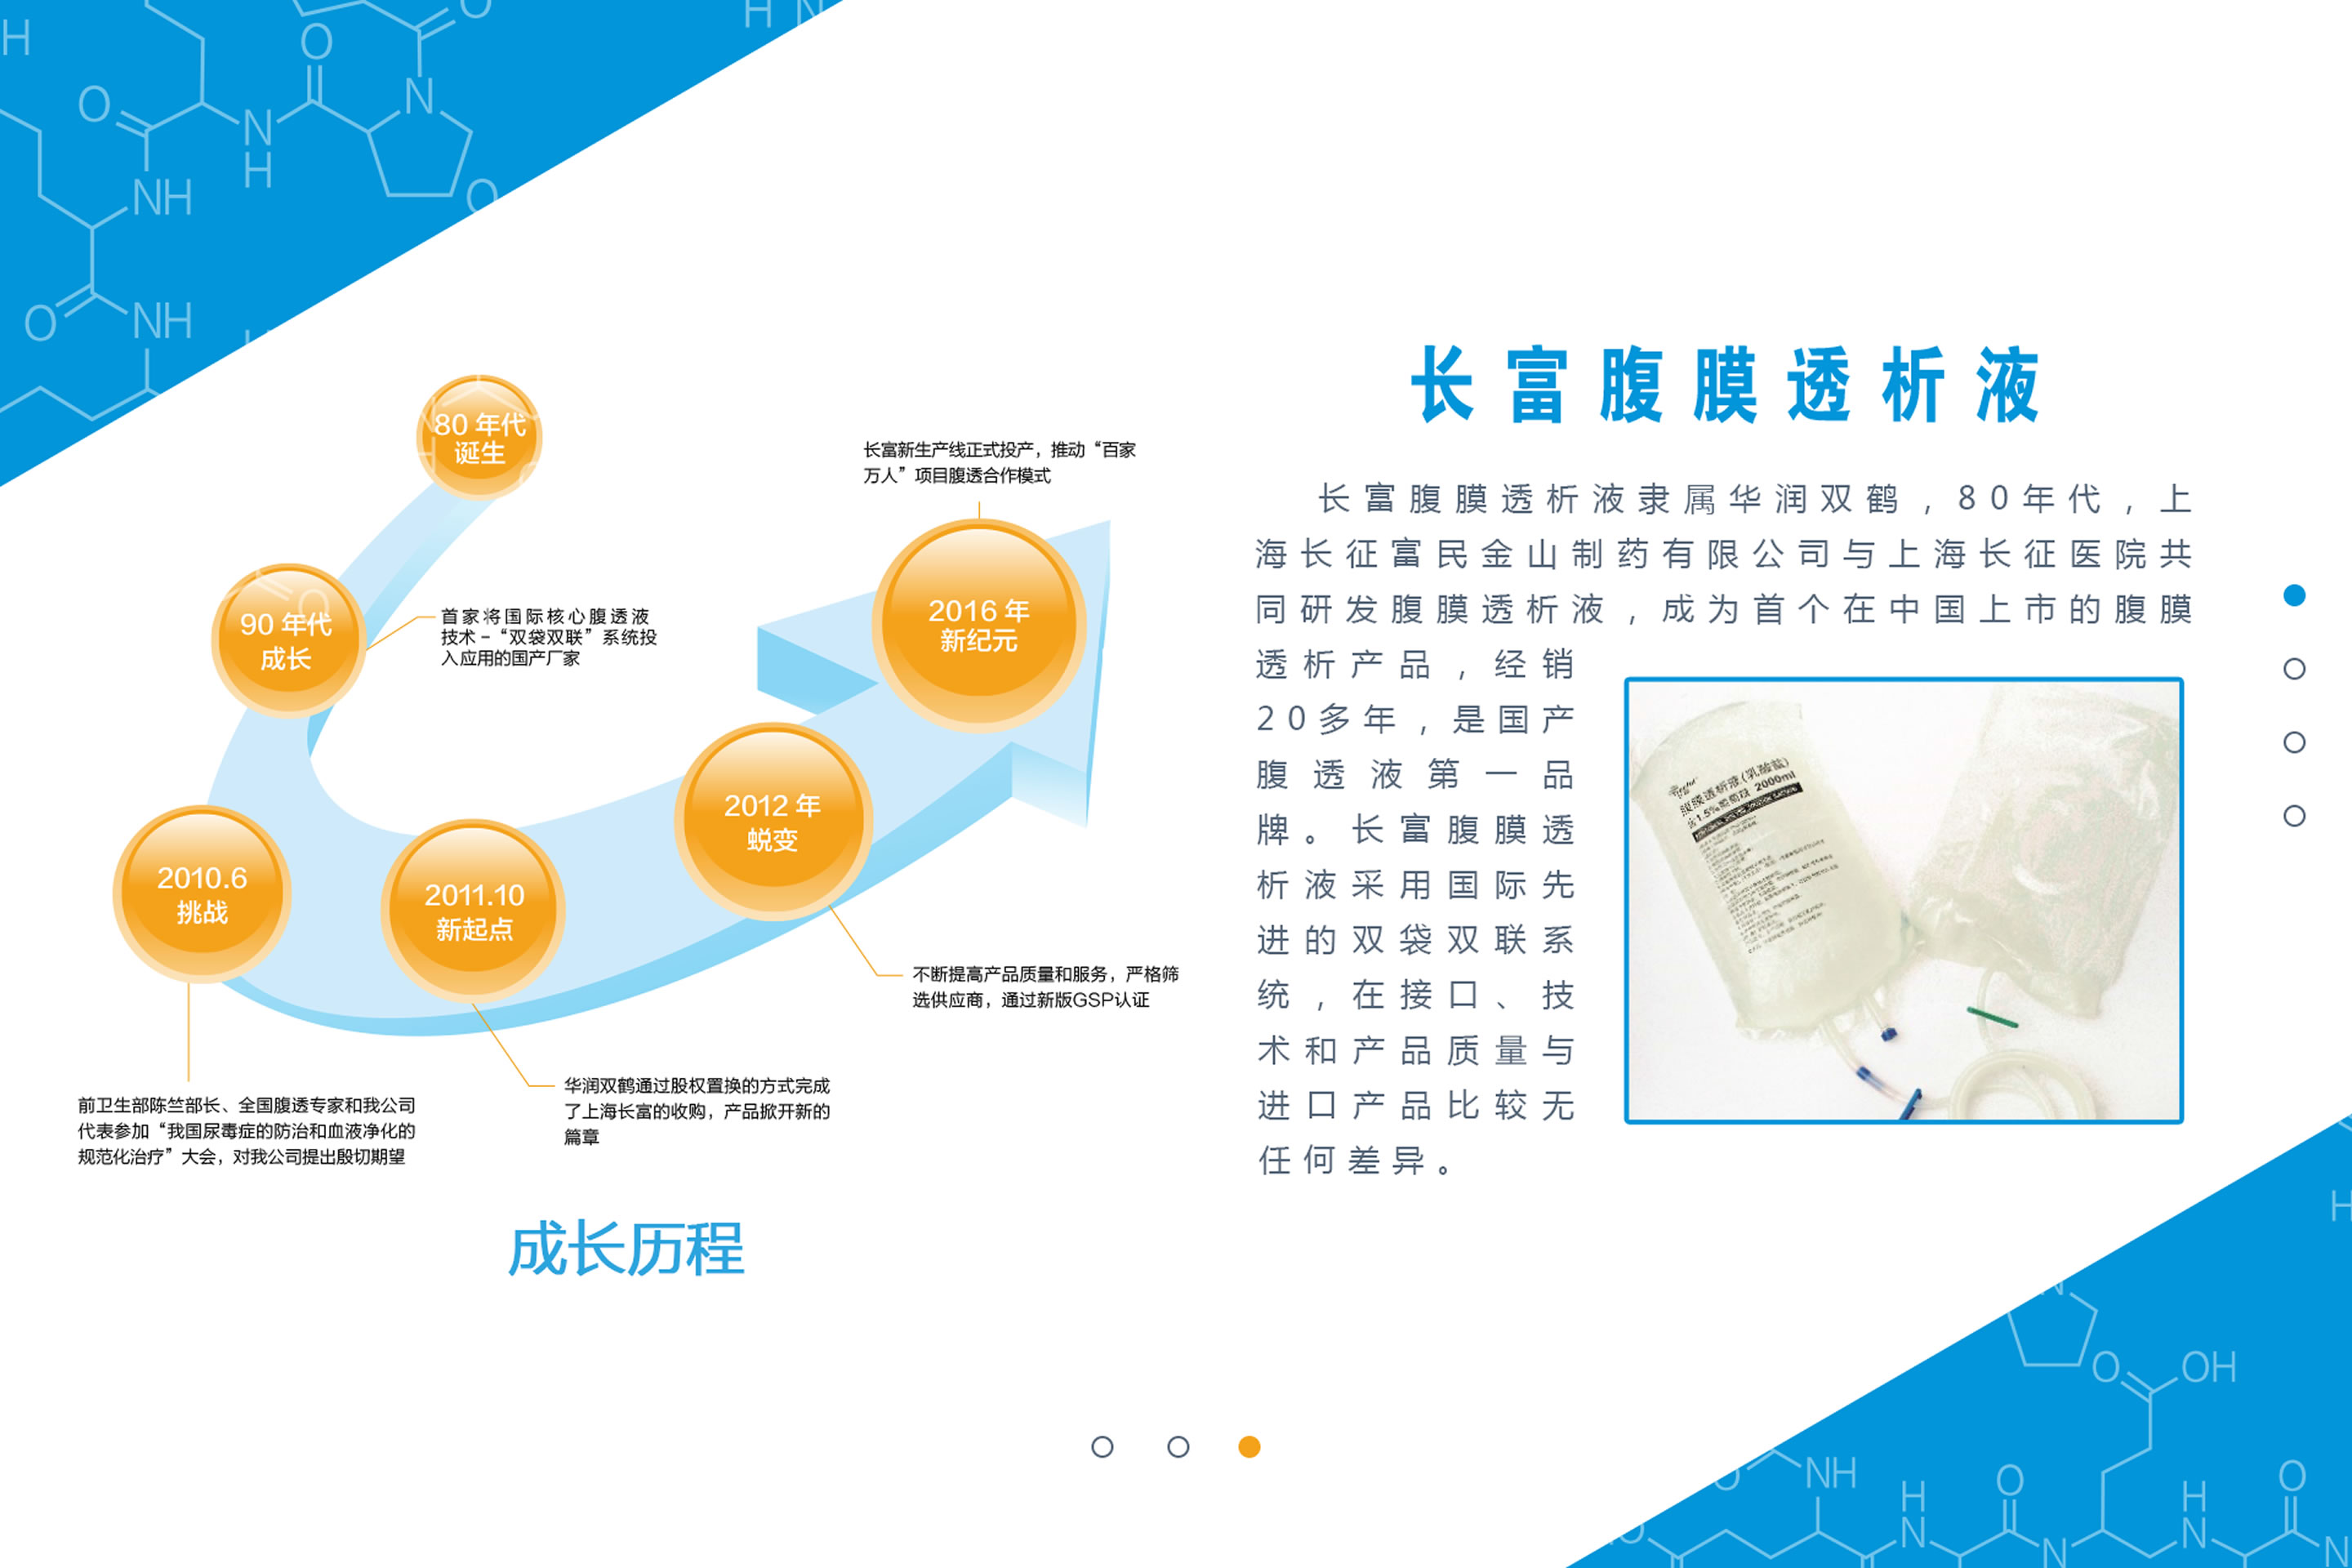 80 年代
诞生
90 年代
成长
首家将国际核心腹透液
技术－“双袋双联”系统投
入应用的国产厂家
2010.6
挑战
前卫生部陈竺部长、全国腹透专家和我公司
代表参加“我国尿毒症的防治和血液净化的
规范化治疗”大会，对我公司提出殷切期望
2011.10
新起点
华润双鹤通过股权置换的方式完成
了上海长富的收购，产品掀开新的
篇章
2012 年
蜕变
不断提高产品质量和服务，严格筛
选供应商，通过新版GSP认证
2016 年
新纪元
长富新生产线正式投产，推动“百家
万人”项目腹透合作模式
成长历程
长富腹膜透析液
长富腹膜透析液隶属华润双鹤，80年代，上
海长征富民金山制药有限公司与上海长征医院共
同研发腹膜透析液，成为首个在中国上市的腹膜
透析产品，经销
20多年，是国产
腹透液第一品
牌。长富腹膜透
析液采用国际先
进的双袋双联系
统，在接口、技
术和产品质量与
进口产品比较无
任何差异。
腹膜透析液(乳酸盐)
含1.5%葡萄糖 2000ml
H
O
O
O
N
N
H
NH
O
NH
O
H N
H
N
O
OH
NH
H
N
O
N
H
N
O
N